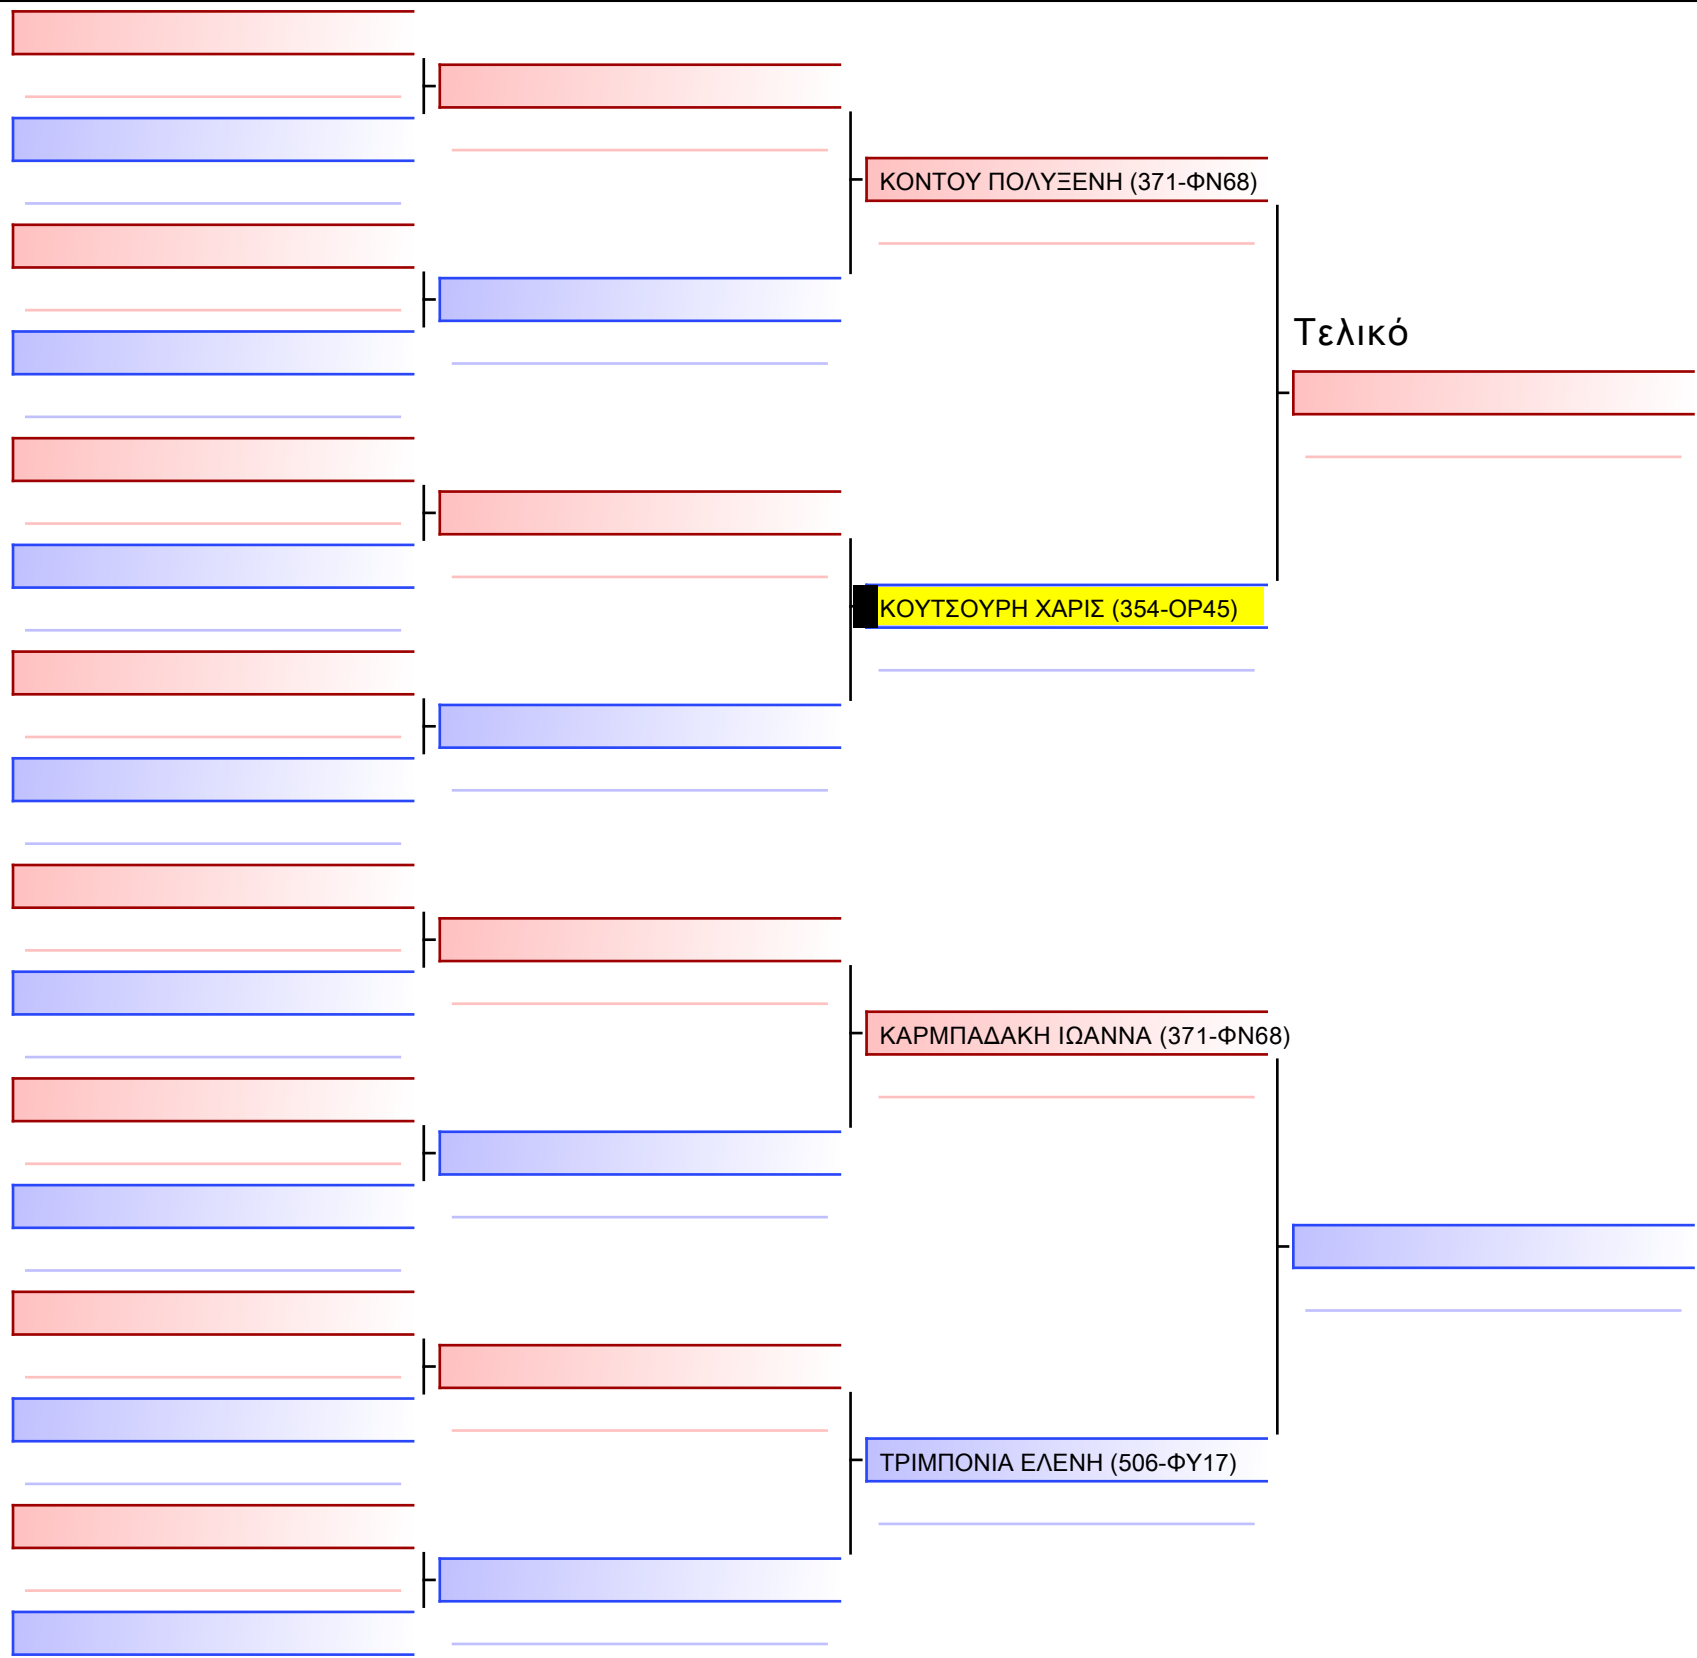 ΚΟΝΤΟΥ ΠΟΛΥΞΕΝΗ (371-ΦΝ68)
Τελικό
ΚΟΥΤΣΟΥΡΗ ΧΑΡΙΣ (354-ΟΡ45)
ΚΑΡΜΠΑΔΑΚΗ ΙΩΑΝΝΑ (371-ΦΝ68)
ΤΡΙΜΠΟΝΙΑ ΕΛΕΝΗ (506-ΦΥ17)